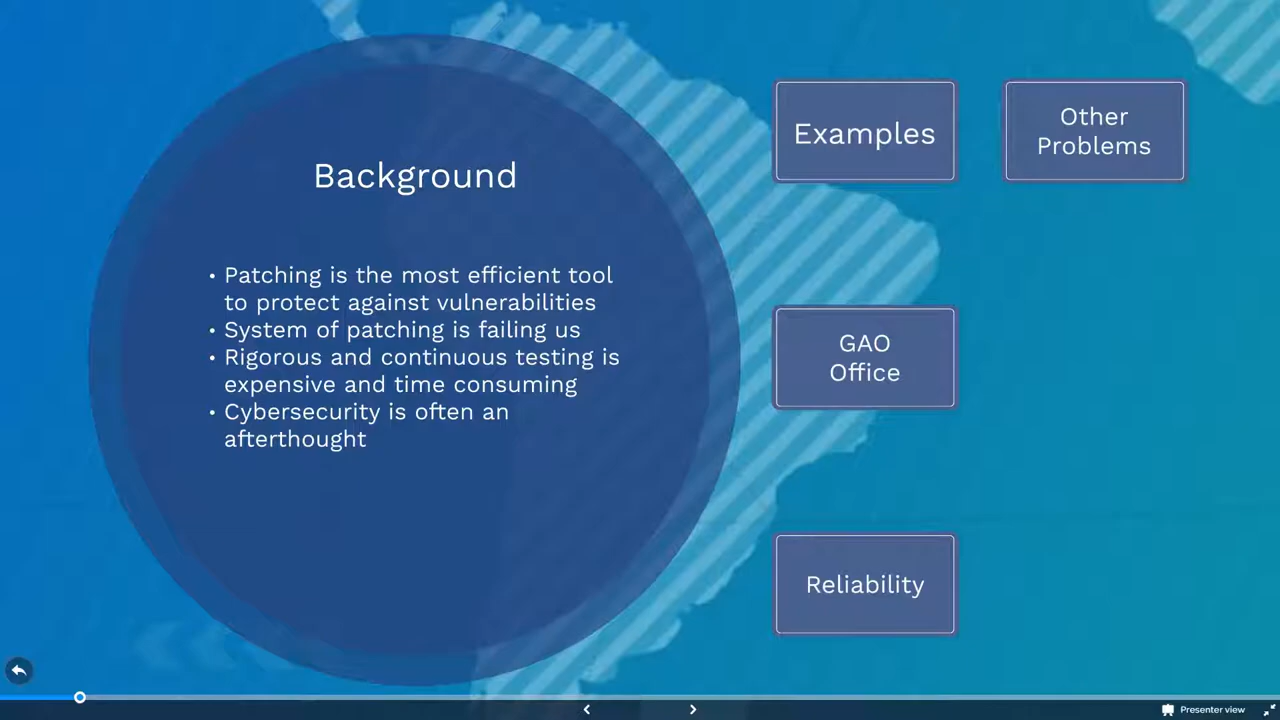 Background
• Patching is the most efficient tool
to protect against vulnerabilities
• System of patching is failing us
• Rigorous and continuous testing is
expensive and time consuming
• Cybersecurity is often an
afterthought
Examples
Other
Problems
GAO
Office
Reliability
Presenter view